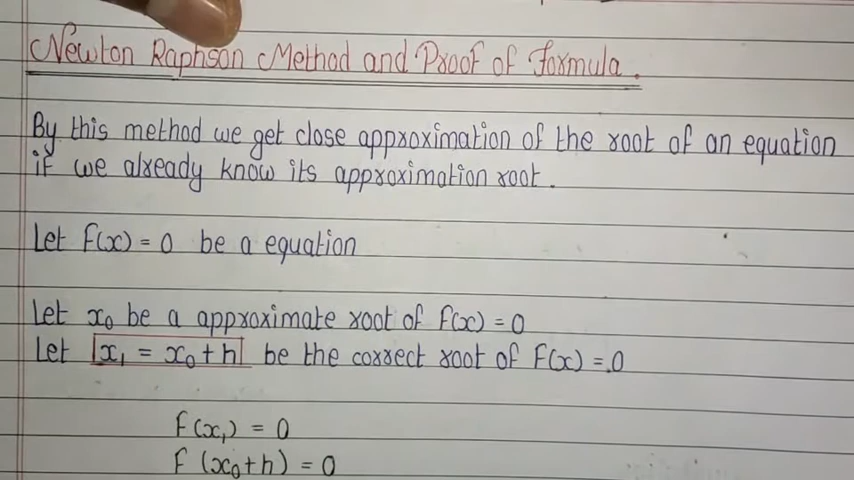 Newton Raphson Method and Proof of Formula.
By this method we get close approximation of the root of an equation
if we already know its approximation root.
Let f(x) = 0 be a equation
Let x₀ be a approximate root of f(x) = 0
Let x₁ = x₀ + h be the correct root of f(x) = 0
f(x₁) = 0
f (x₀+h) = 0